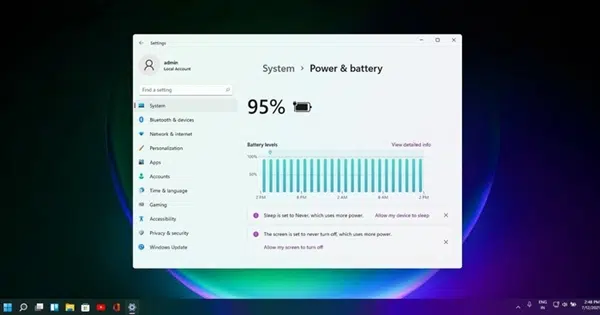 Settings
admin
Local Account
Find a setting
System
Bluetooth & devices
Network & internet
Personalization
Apps
Accounts
Time & language
Gaming
Accessibility
Privacy & security
Windows Update
System > Power & battery
95%
Battery levels
View detailed info
100%
50%
2 PM 8 PM 2 AM 8 AM 2 PM
Sleep is set to Never, which uses more power. Allow my device to sleep
The screen is set to never turn off, which uses more power.
Allow my screen to turn off
ENG
IN
2:48 PM